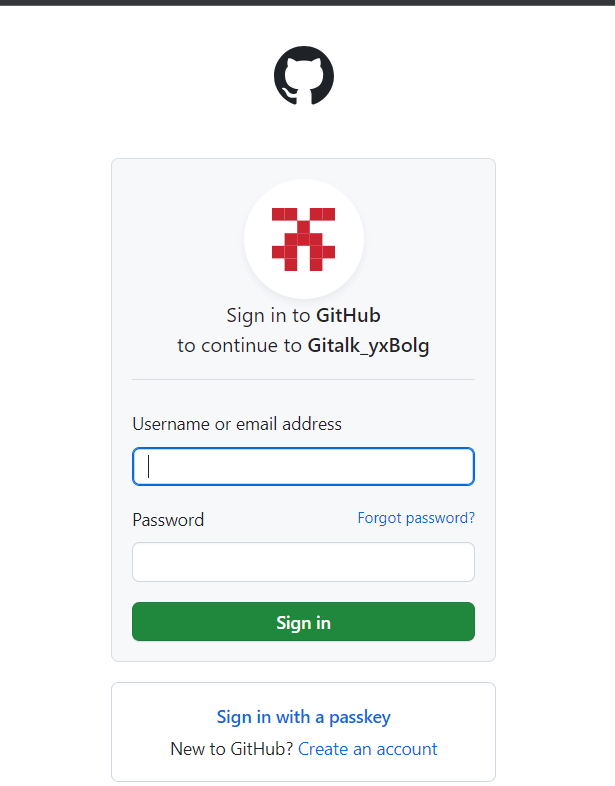 Sign in to GitHub
to continue to Gitalk_yxBolg
Username or email address
Password
Forgot password?
Sign in
Sign in with a passkey
New to GitHub? Create an account